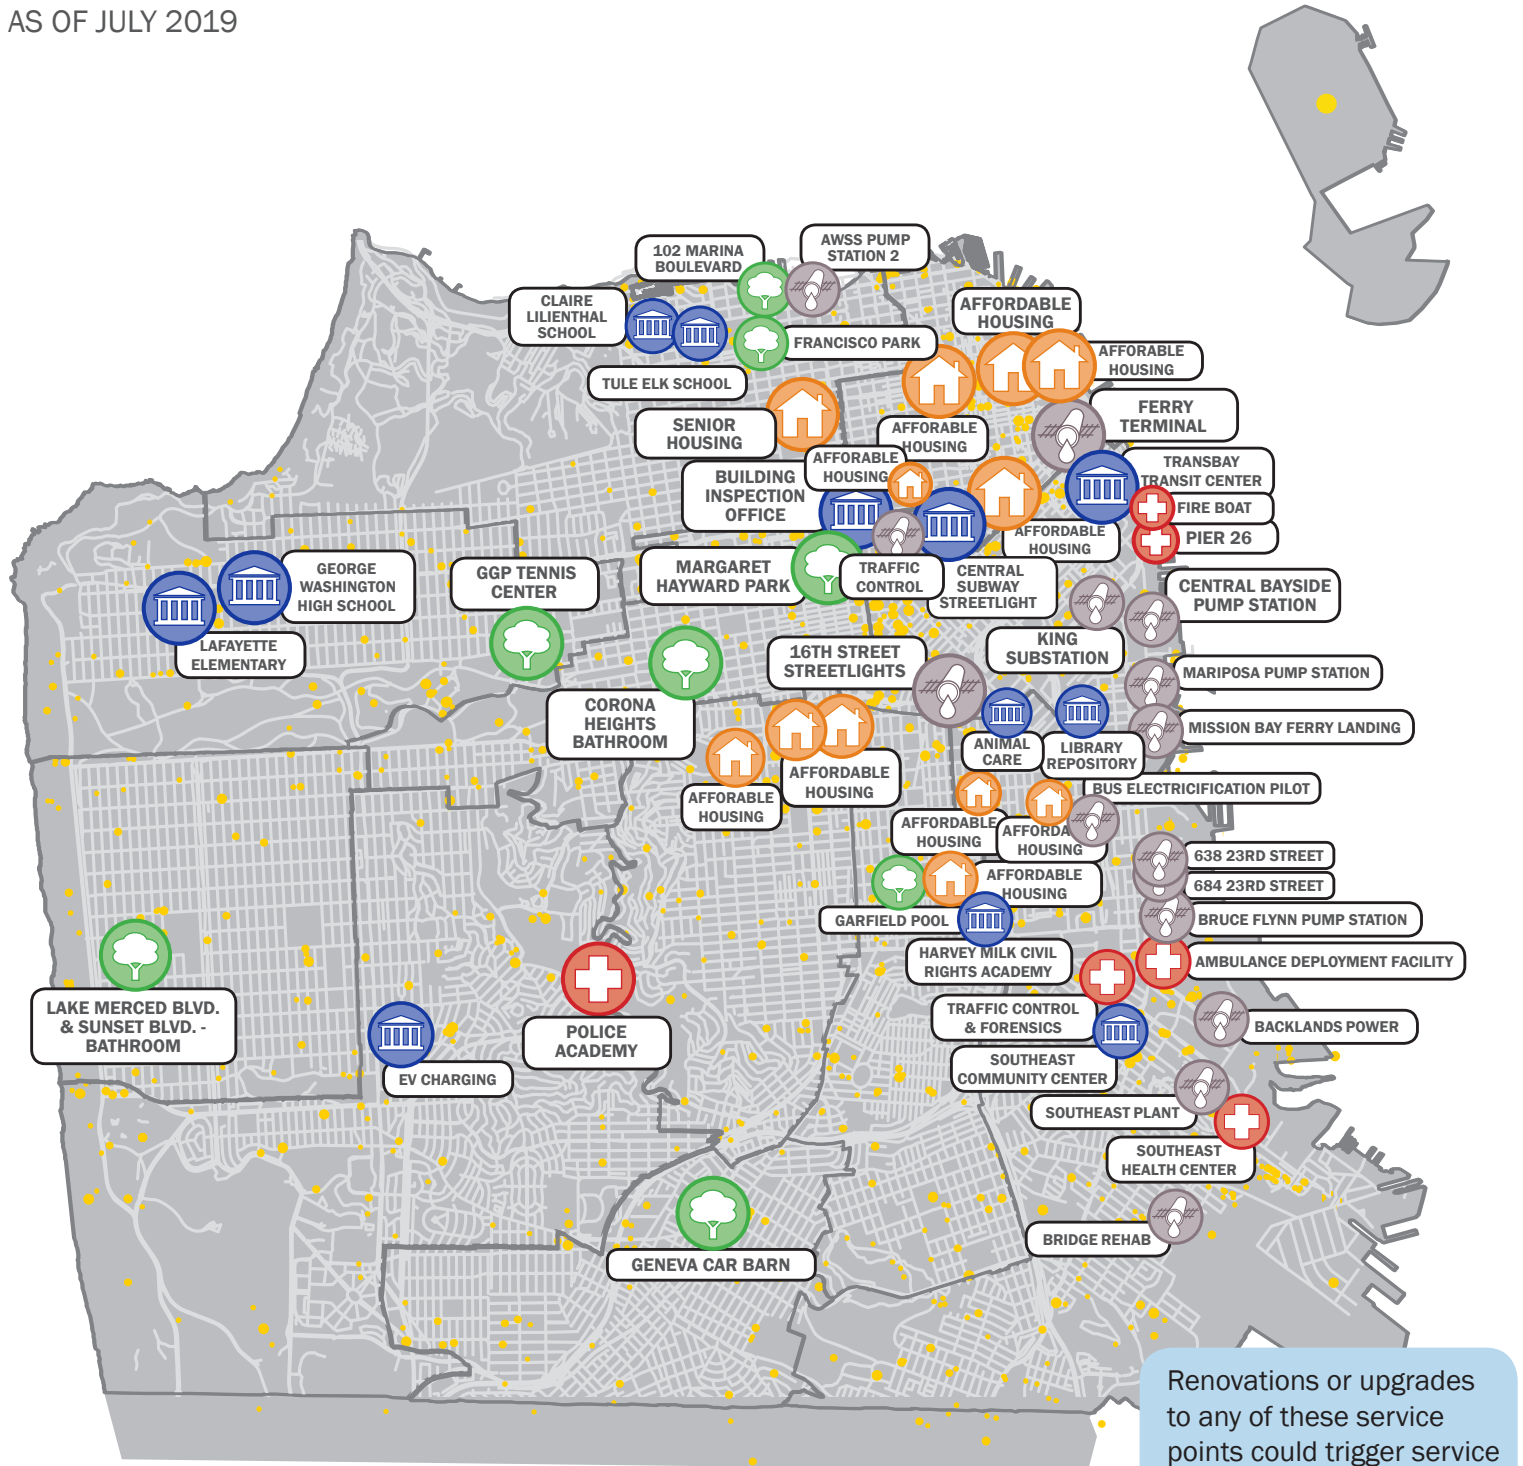 AS OF JULY 2019
102 MARINA
BOULEVARD
AWSS PUMP
STATION 2
CLAIRE
LILIENTHAL
SCHOOL
AFFORDABLE
HOUSING
FRANCISCO PARK
AFFORABLE
HOUSING
TULE ELK SCHOOL
SENIOR
HOUSING
AFFORABLE
HOUSING
FERRY
TERMINAL
AFFORABLE
HOUSING
BUILDING
INSPECTION
OFFICE
TRANSBAY
TRANSIT CENTER
FIRE BOAT
PIER 26
AFFORDABLE
HOUSING
GEORGE
WASHINGTON
HIGH SCHOOL
GGP TENNIS
CENTER
MARGARET
HAYWARD PARK
TRAFFIC
CONTROL
CENTRAL
SUBWAY
STREETLIGHT
CENTRAL BAYSIDE
PUMP STATION
LAFAYETTE
ELEMENTARY
16TH STREET
STREETLIGHTS
KING
SUBSTATION
MARIPOSA PUMP STATION
CORONA
HEIGHTS
BATHROOM
MISSION BAY FERRY LANDING
ANIMAL
CARE
LIBRARY
REPOSITORY
AFFORDABLE
HOUSING
AFFORABLE
HOUSING
BUS ELECTRICIFICATION PILOT
AFFORDABLE
HOUSING
AFFORDA
HOUSING
638 23RD STREET
684 23RD STREET
AFFORDABLE
HOUSING
GARFIELD POOL
BRUCE FLYNN PUMP STATION
HARVEY MILK CIVIL
RIGHTS ACADEMY
AMBULANCE DEPLOYMENT FACILITY
LAKE MERCED BLVD.
& SUNSET BLVD. -
BATHROOM
POLICE
ACADEMY
TRAFFIC CONTROL
& FORENSICS
BACKLANDS POWER
EV CHARGING
SOUTHEAST
COMMUNITY CENTER
SOUTHEAST PLANT
SOUTHEAST
HEALTH CENTER
BRIDGE REHAB
GENEVA CAR BARN
Renovations or upgrades
to any of these service
points could trigger service